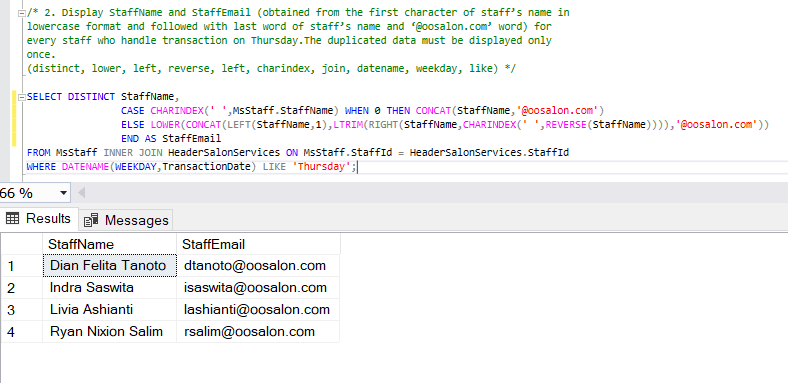 /* 2. Display StaffName and StaffEmail (obtained from the first character of staff’s name in
lowercase format and followed with last word of staff’s name and ‘@oosalon.com’ word) for
every staff who handle transaction on Thursday.The duplicated data must be displayed only
once.
(distinct, lower, left, reverse, left, charindex, join, datename, weekday, like) */
SELECT DISTINCT StaffName,
CASE CHARINDEX(' ',MsStaff.StaffName) WHEN 0 THEN CONCAT(StaffName,'@oosalon.com')
ELSE LOWER(CONCAT(LEFT(StaffName,1),LTRIM(RIGHT(StaffName,CHARINDEX(' ',REVERSE(StaffName)))),'@oosalon.com'))
END AS StaffEmail
FROM MsStaff INNER JOIN HeaderSalonServices ON MsStaff.StaffId = HeaderSalonServices.StaffId
WHERE DATENAME(WEEKDAY,TransactionDate) LIKE 'Thursday';
66 %
Results Messages
StaffName StaffEmail
1 Dian Felita Tanoto dtanoto@oosalon.com
2 Indra Saswita isaswita@oosalon.com
3 Livia Ashianti lashianti@oosalon.com
4 Ryan Nixion Salim rsalim@oosalon.com